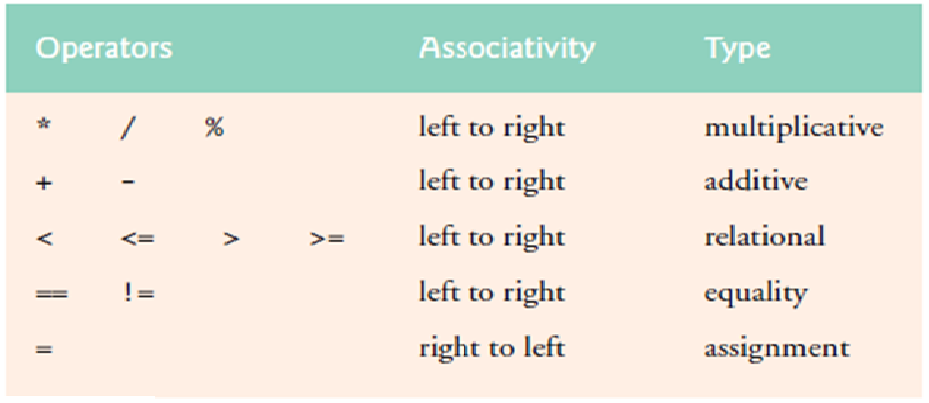 Operators Associativity Type
* / % left to right multiplicative
+ - left to right additive
< <= > >= left to right relational
== != left to right equality
= right to left assignment